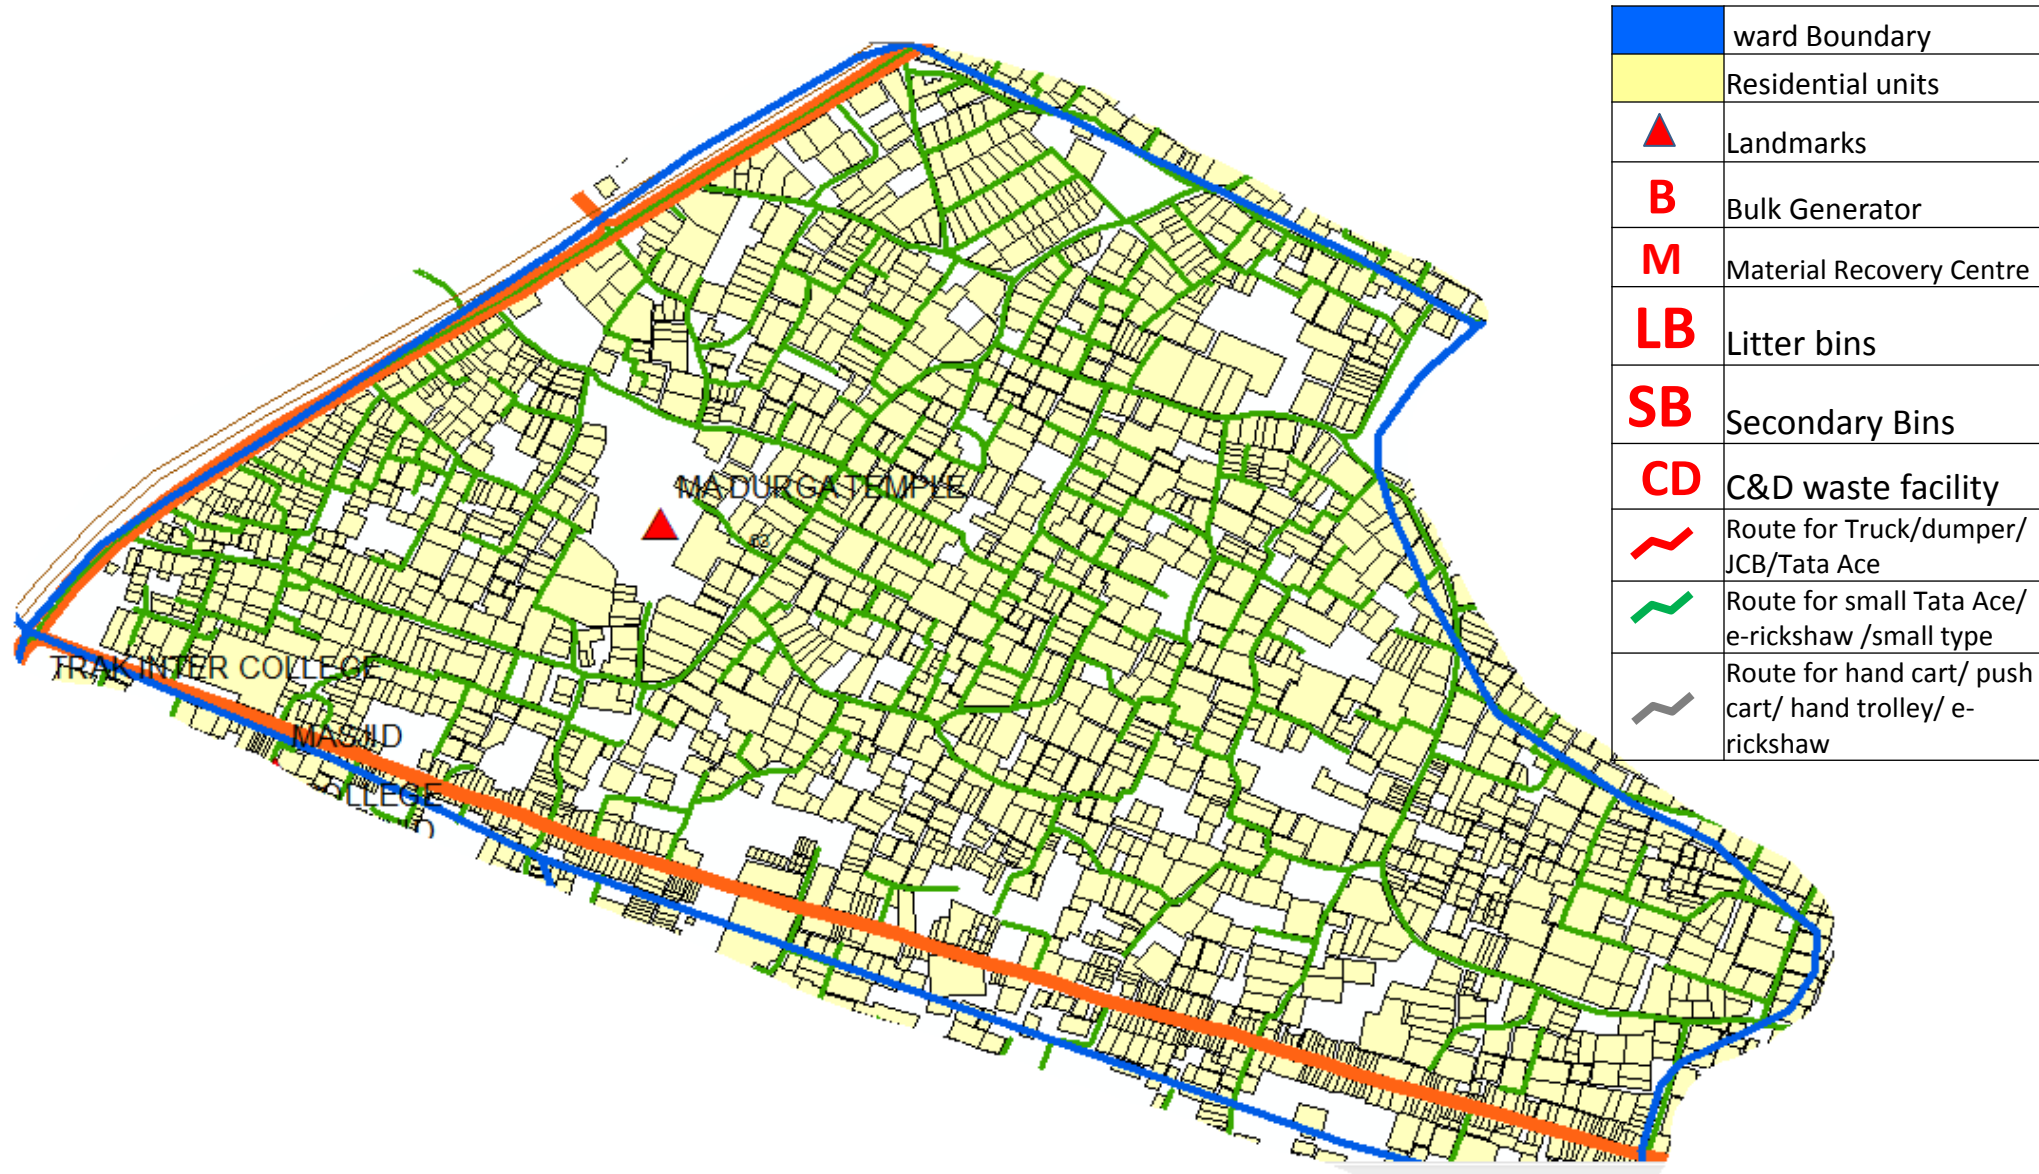 ward Boundary
Residential units
Landmarks
B
Bulk Generator
M
Material Recovery Centre
LB
Litter bins
SB
Secondary Bins
CD
C&D waste facility
Route for Truck/dumper/
JCB/Tata Ace
Route for small Tata Ace/
e-rickshaw /small type
Route for hand cart/ push
cart/ hand trolley/ e-
rickshaw
MA DURGA TEMPLE
63
TRAK INTER COLLEGE
MASJID
OLLEGE